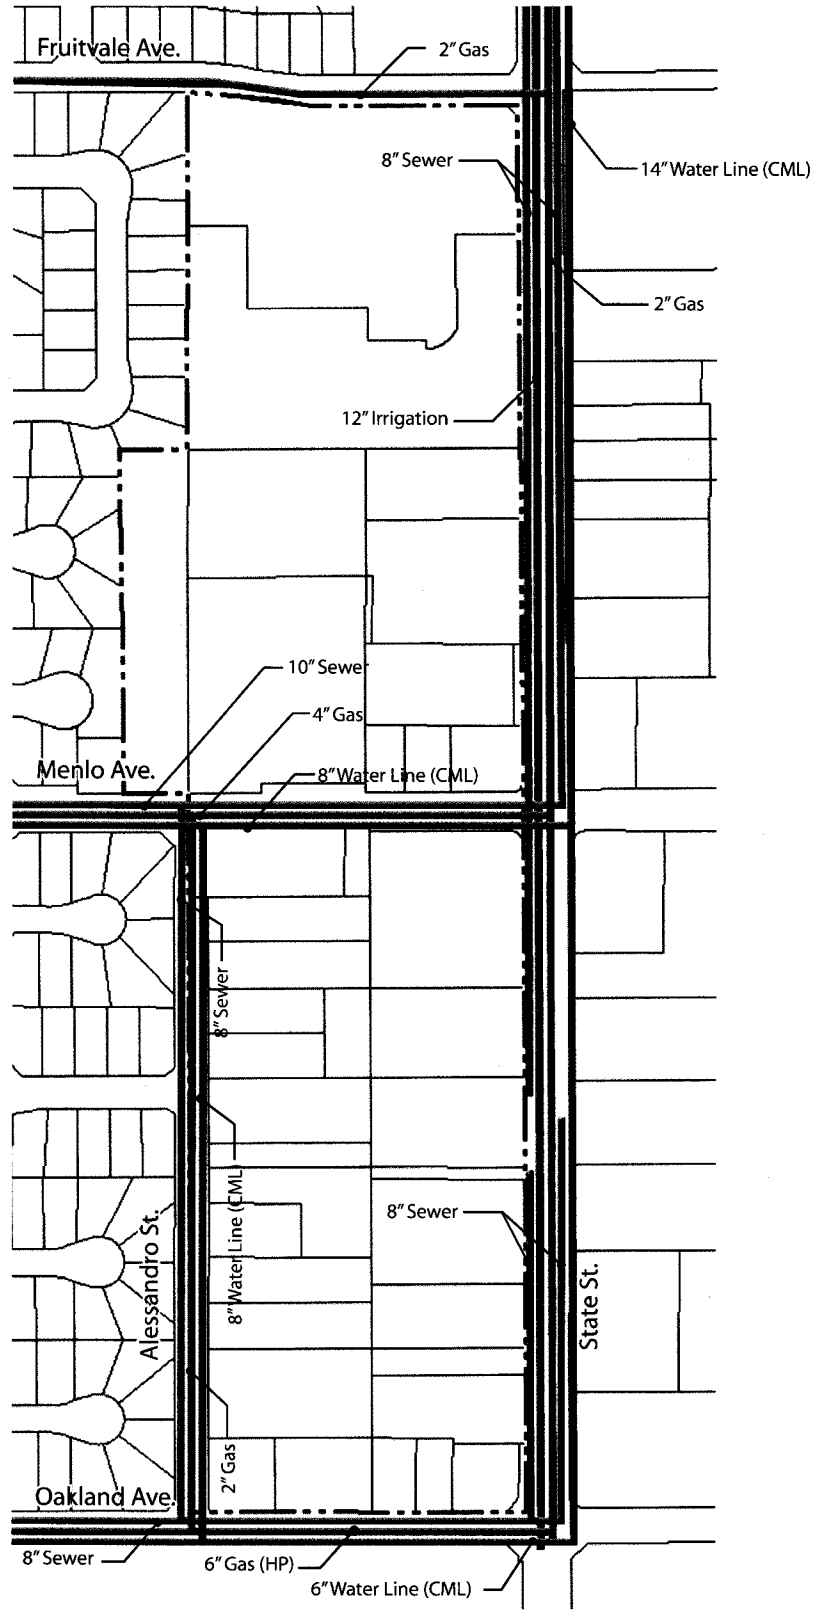 Fruitvale Ave.
2" Gas
8" Sewer
14" Water Line (CML)
2" Gas
12" Irrigation
10" Sewer
4" Gas
Menlo Ave.
8" Water Line (CML)
8" Sewer
8" Water Line (CML)
Alessandro St.
8" Sewer
State St.
2" Gas
Oakland Ave.
8" Sewer
6" Gas (HP)
6" Water Line (CML)